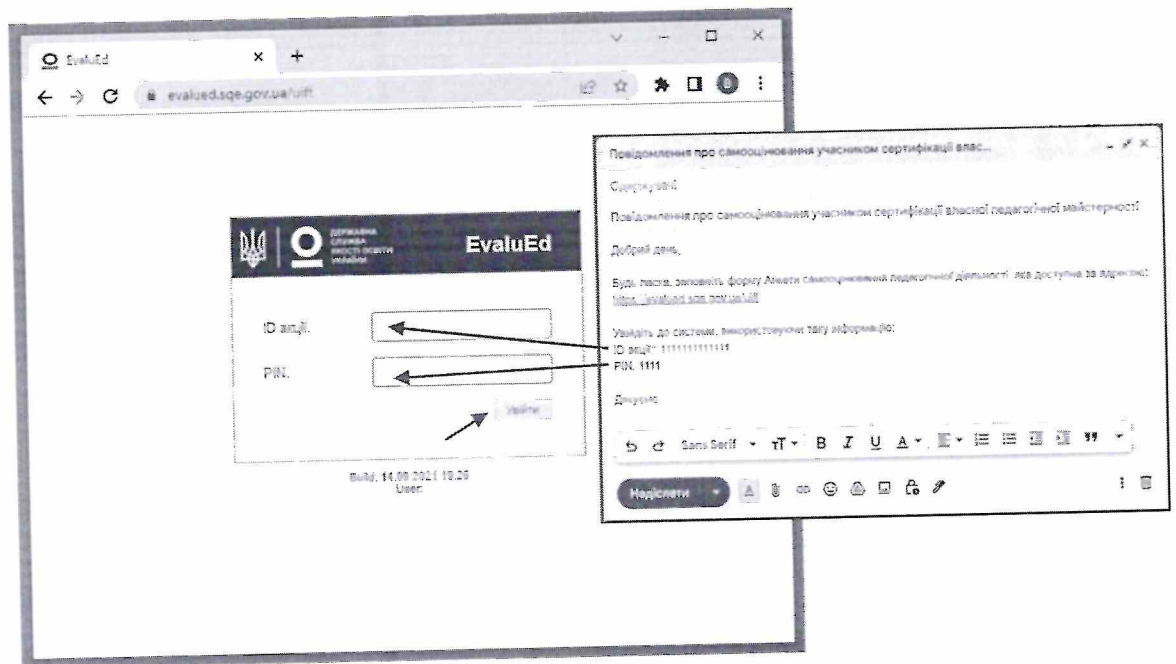 EvaluEd
evalued.sqe.gov.ua/uift
ДЕРЖАВНА
СЛУЖБА
ЯКОСТІ ОСВІТИ
УКРАЇНИ
EvaluEd
ID акції:
PIN:
Увійти
Build: 14.09.2021 19:26
User:
Повідомлення про самооцінювання учасником сертифікації влас...
Одержувачі
Повідомлення про самооцінювання учасником сертифікації власної педагогічної майстерності
Добрий день,
Будь ласка, заповніть форму Анкети самооцінювання педагогічної діяльності, яка доступна за адресою:
https://evalued.sqe.gov.ua/uift
Увійдіть до системи, використовуючи таку інформацію:
ID акції: 1111111111111
PIN: 1111
Дякуємо
Sans Serif
Надіслати